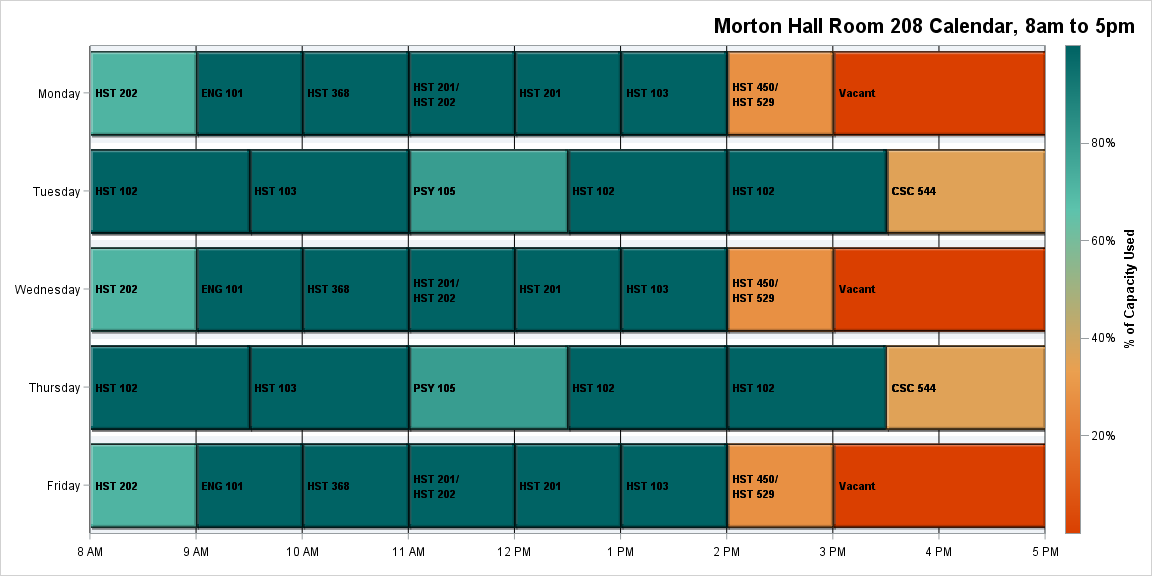 Morton Hall Room 208 Calendar, 8am to 5pm
Monday
HST 202
ENG 101
HST 368
HST 201/
HST 202
HST 201
HST 103
HST 450/
HST 529
Vacant
Tuesday
HST 102
HST 103
PSY 105
HST 102
HST 102
CSC 544
Wednesday
HST 202
ENG 101
HST 368
HST 201/
HST 202
HST 201
HST 103
HST 450/
HST 529
Vacant
Thursday
HST 102
HST 103
PSY 105
HST 102
HST 102
CSC 544
Friday
HST 202
ENG 101
HST 368
HST 201/
HST 202
HST 201
HST 103
HST 450/
HST 529
Vacant
8 AM
9 AM
10 AM
11 AM
12 PM
1 PM
2 PM
3 PM
4 PM
5 PM
80%
60%
40%
20%
% of Capacity Used